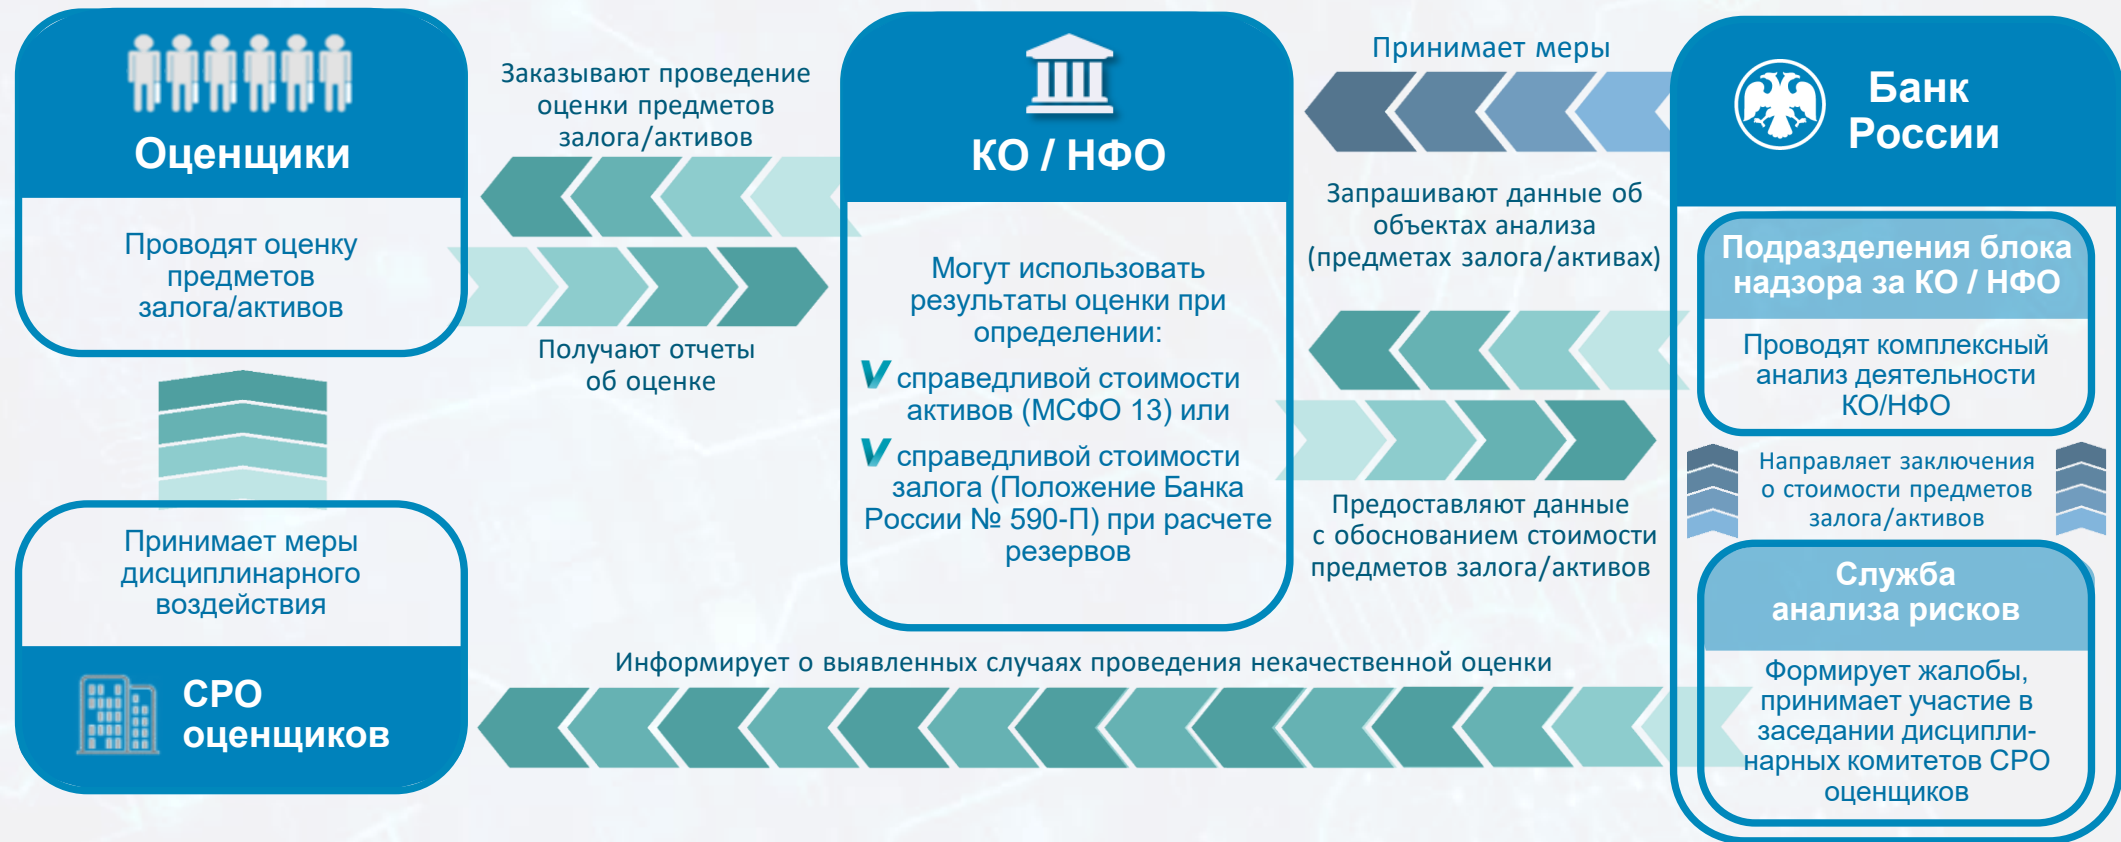 Оценщики
Проводят оценку
предметов
залога/активов
Принимает меры
дисциплинарного
воздействия
СРО
оценщиков
Заказывают проведение
оценки предметов
залога/активов
Получают отчеты
об оценке
КО / НФО
Могут использовать
результаты оценки при
определении:
справедливой стоимости
активов (МСФО 13) или
справедливой стоимости
залога (Положение Банка
России № 590-П) при расчете
резервов
Принимает меры
Запрашивают данные об
объектах анализа
(предметах залога/активах)
Предоставляют данные
с обоснованием стоимости
предметов залога/активов
Информирует о выявленных случаях проведения некачественной оценки
Банк
России
Подразделения блока
надзора за КО / НФО
Проводят комплексный
анализ деятельности
КО/НФО
Направляет заключения
о стоимости предметов
залога/активов
Служба
анализа рисков
Формирует жалобы,
принимает участие в
заседании дисципли-
нарных комитетов СРО
оценщиков